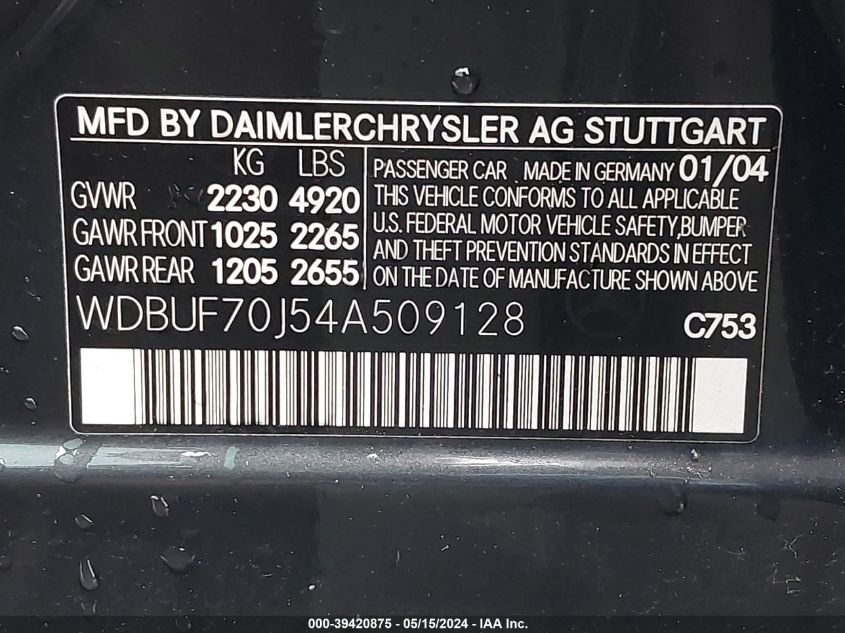 MFD BY DAIMLERCHRYSLER AG STUTTGART
KG LBS
GVWR 2230 4920
GAWR FRONT 1025 2265
GAWR REAR 1205 2655
PASSENGER CAR MADE IN GERMANY 01/04
THIS VEHICLE CONFORMS TO ALL APPLICABLE
U.S. FEDERAL MOTOR VEHICLE SAFETY,BUMPER
AND THEFT PREVENTION STANDARDS IN EFFECT
ON THE DATE OF MANUFACTURE SHOWN ABOVE
WDBUF70J54A509128
C753
000-39420875 - 05/15/2024 - IAA Inc.